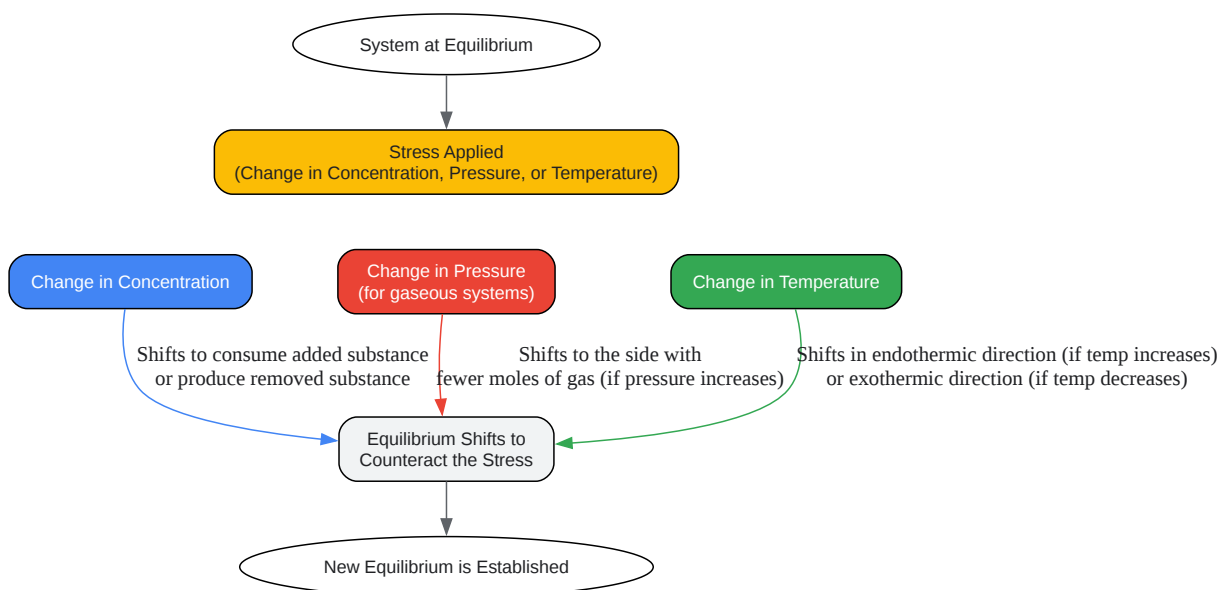 System at Equilibrium
Stress Applied
(Change in Concentration, Pressure, or Temperature)
Change in Concentration
Change in Pressure
(for gaseous systems)
Change in Temperature
Shifts to consume added substance
or produce removed substance
Shifts to the side with
fewer moles of gas (if pressure increases)
Shifts in endothermic direction (if temp increases)
or exothermic direction (if temp decreases)
Equilibrium Shifts to
Counteract the Stress
New Equilibrium is Established